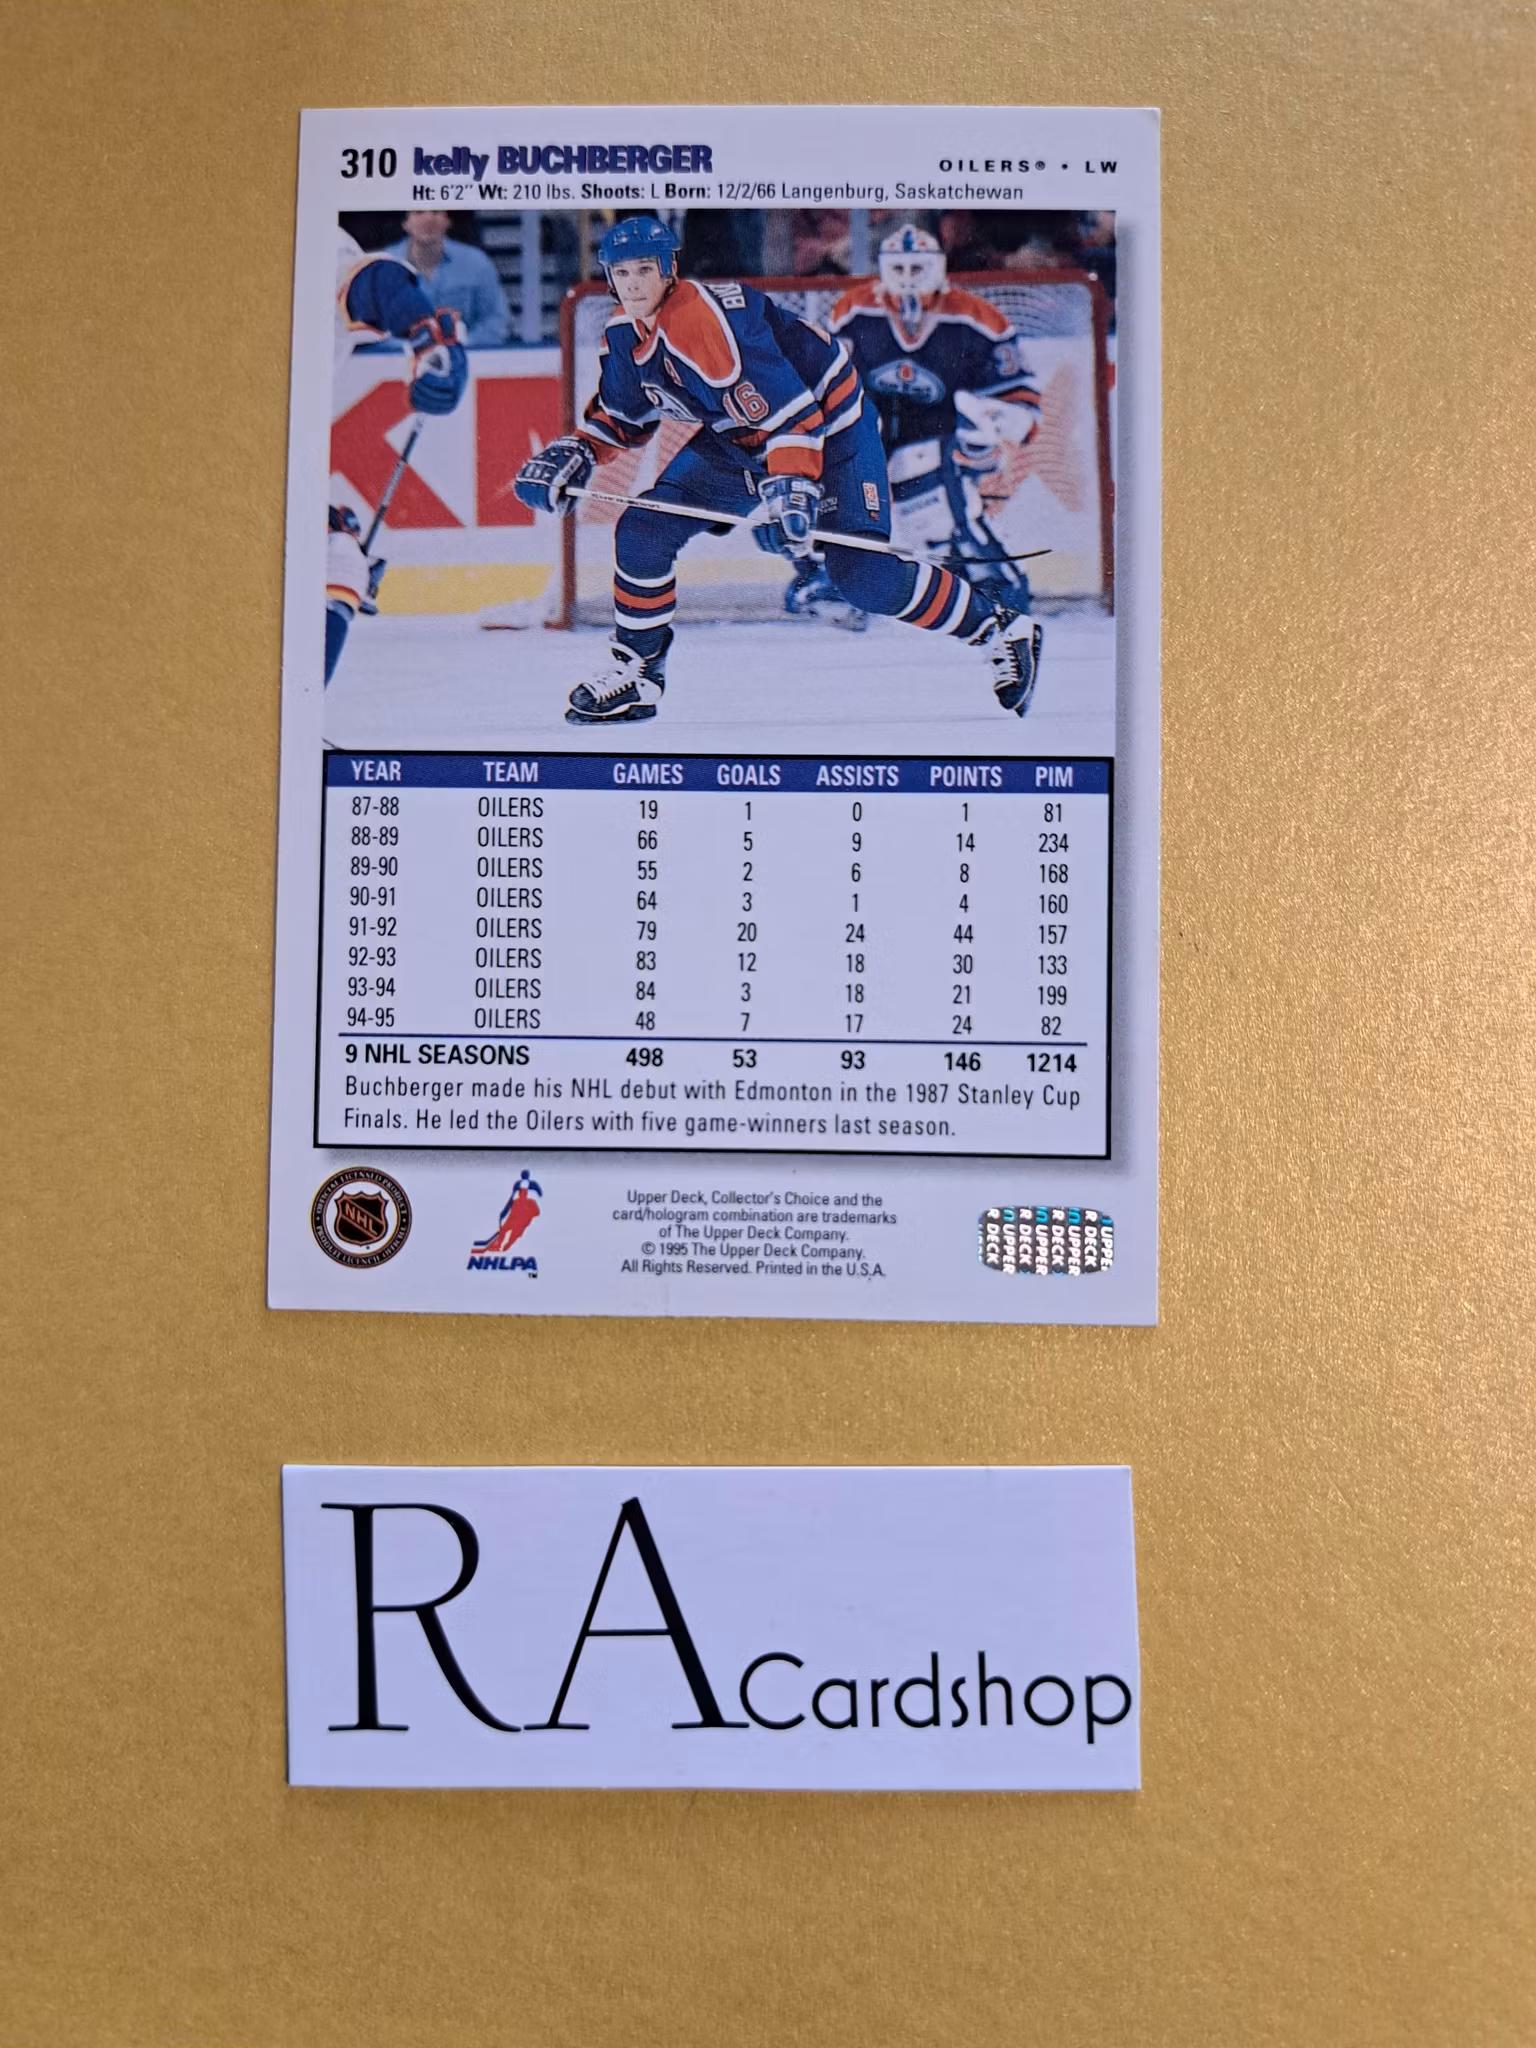 310 kelly BUCHBERGER
OILERS® • LW
Ht: 6'2" Wt: 210 lbs. Shoots: L Born: 12/2/66 Langenburg, Saskatchewan
16
YEAR TEAM GAMES GOALS ASSISTS POINTS PIM
87-88 OILERS 19 1 0 1 81
88-89 OILERS 66 5 9 14 234
89-90 OILERS 55 2 6 8 168
90-91 OILERS 64 3 1 4 160
91-92 OILERS 79 20 24 44 157
92-93 OILERS 83 12 18 30 133
93-94 OILERS 84 3 18 21 199
94-95 OILERS 48 7 17 24 82
9 NHL SEASONS 498 53 93 146 1214
Buchberger made his NHL debut with Edmonton in the 1987 Stanley Cup
Finals. He led the Oilers with five game-winners last season.
NHL
NHLPA™
Upper Deck, Collector's Choice and the
card/hologram combination are trademarks
of The Upper Deck Company.
© 1995 The Upper Deck Company.
All Rights Reserved. Printed in the U.S.A.
UPPER DECK
RA Cardshop